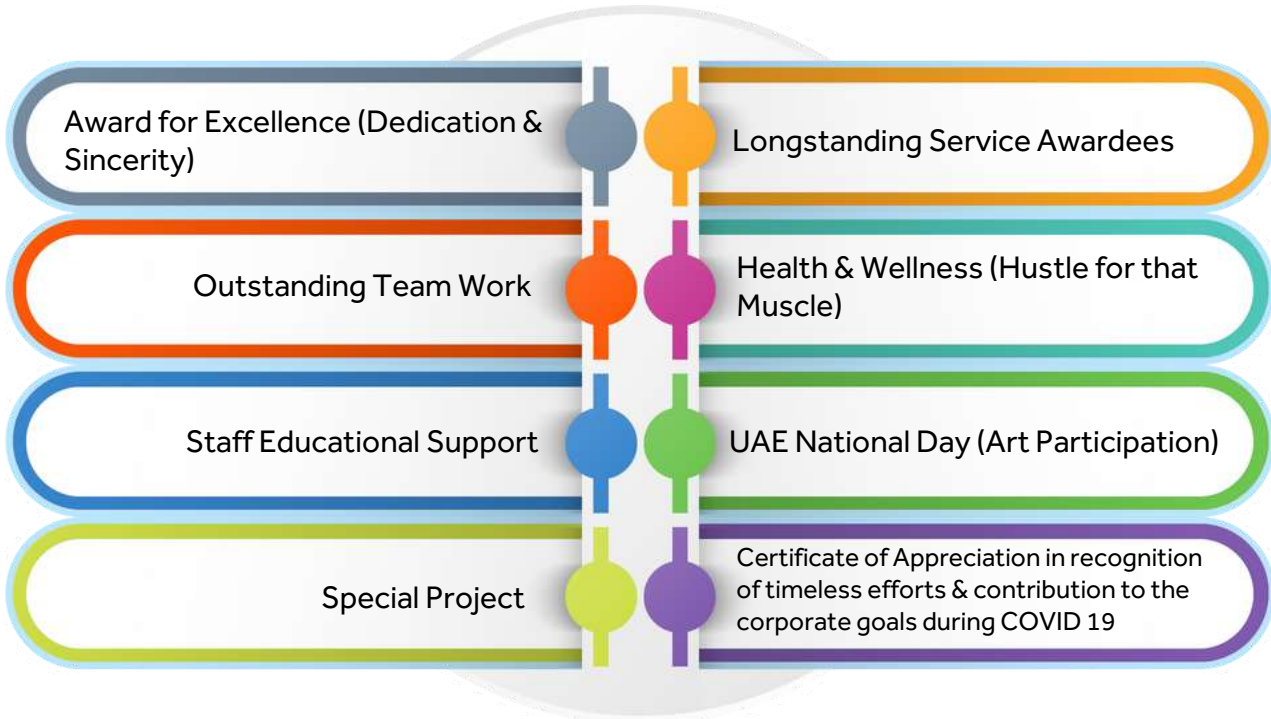 Award for Excellence (Dedication &
Sincerity)
Longstanding Service Awardees
Outstanding Team Work
Health & Wellness (Hustle for that
Muscle)
Staff Educational Support
UAE National Day (Art Participation)
Special Project
Certificate of Appreciation in recognition
of timeless efforts & contribution to the
corporate goals during COVID 19